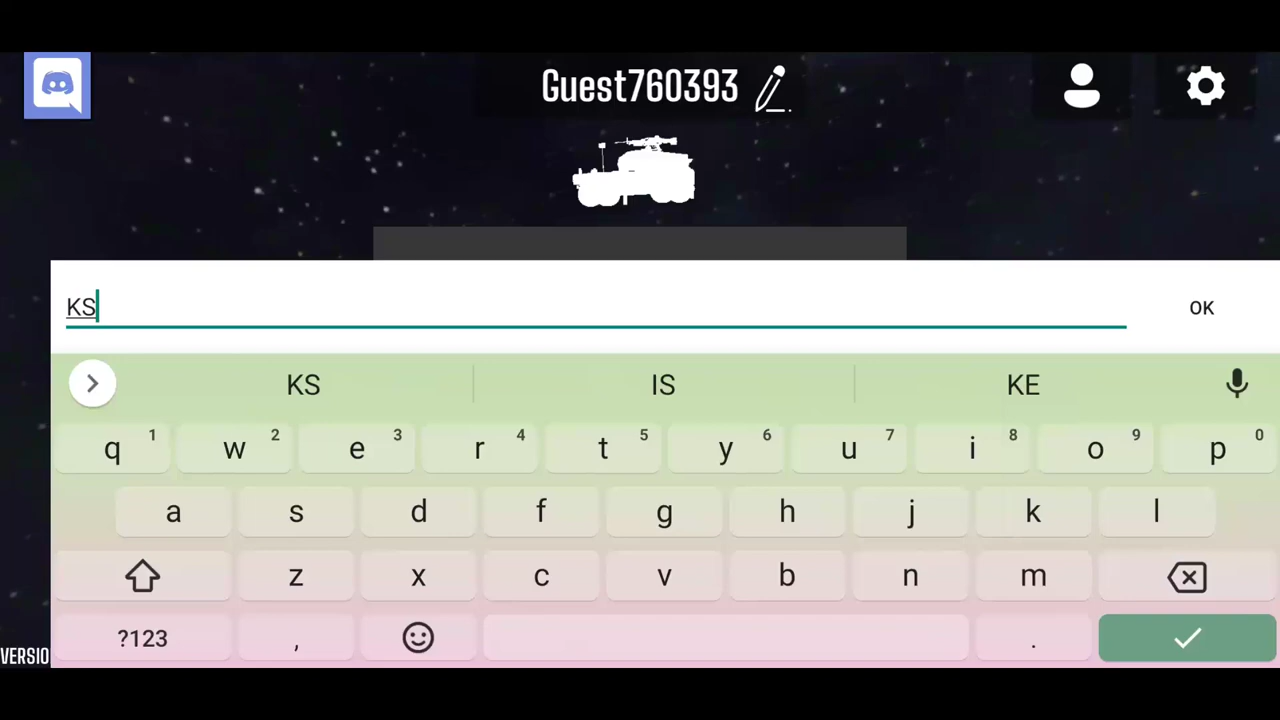 Guest760393
KS
OK
KS IS KE
q 1 w 2 e 3 r 4 t 5 y 6 u 7 i 8 o 9 p 0
a s d f g h j k l
z x c v b n m
?123 , .
VERSIO